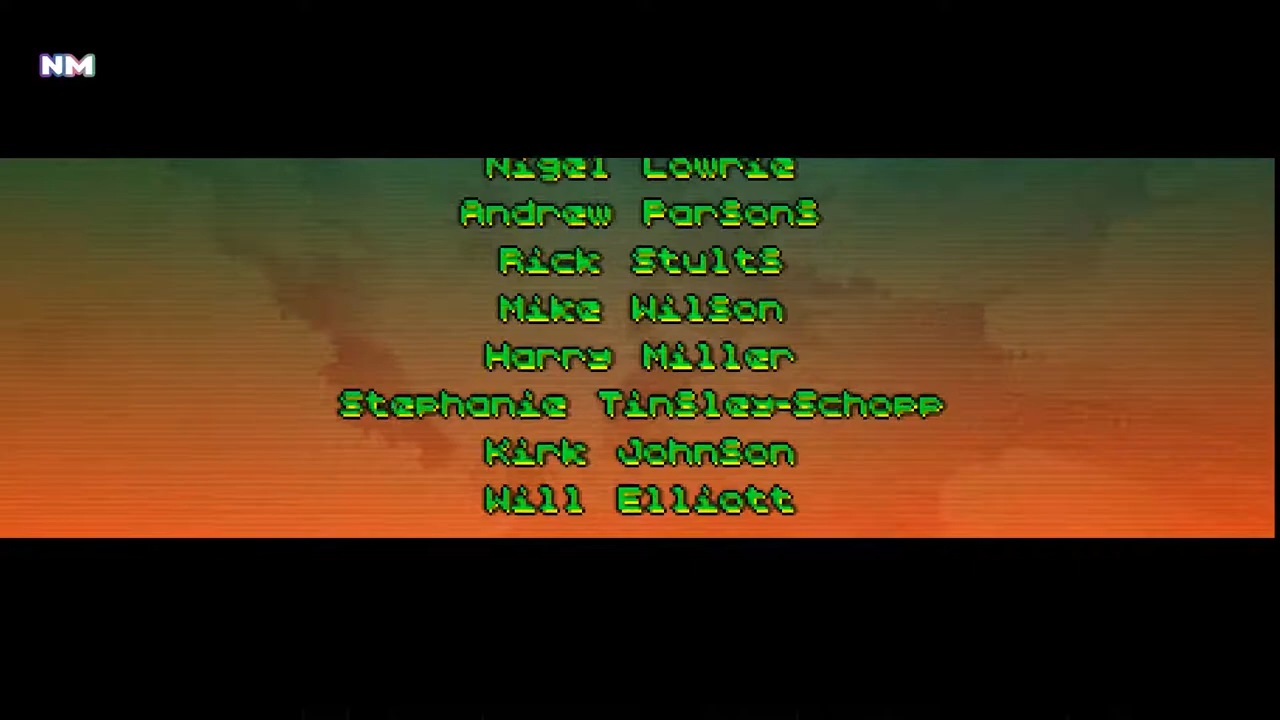 NM
Nigel Lowrie
Andrew Parsons
Rick Stults
Mike Wilson
Harry Miller
Stephanie Tinsley-Schopp
Kirk Johnson
Will Elliott